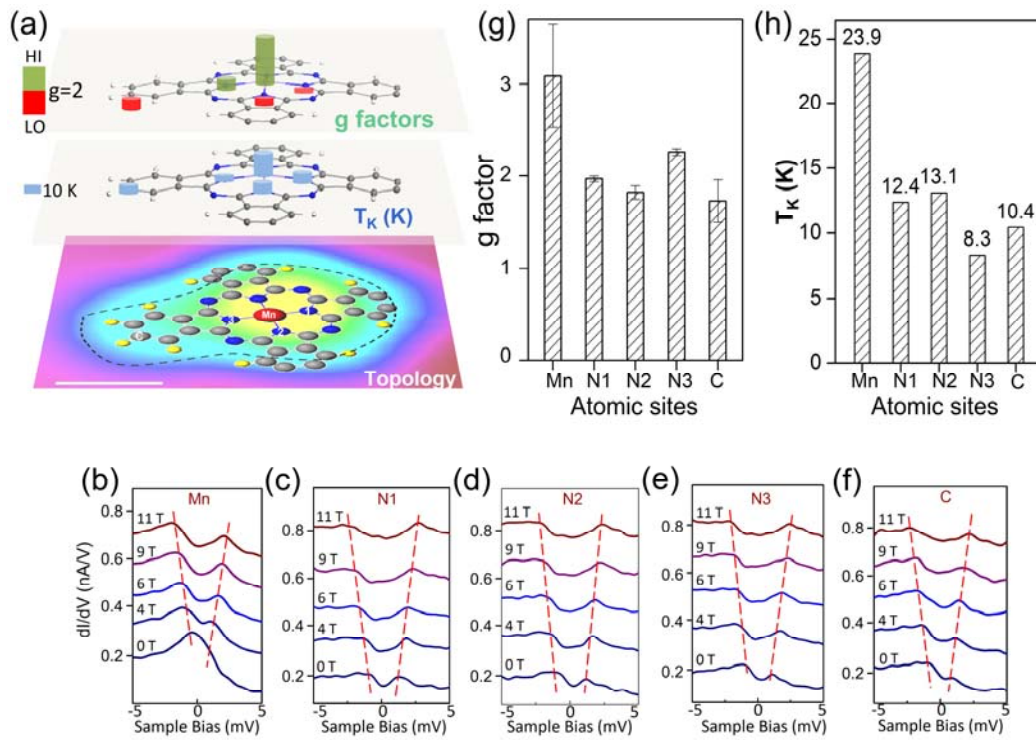 (a)
HI
g=2
LO
g factors
10 K
T_K (K)
Mn
1
2
3
C
Topology
(g)
g factor
3
2
1
0
Mn N1 N2 N3 C
Atomic sites
(h)
T_K (K)
25
20
15
10
5
0
23.9
12.4
13.1
8.3
10.4
Mn N1 N2 N3 C
Atomic sites
(b)
Mn
dI/dV (nA/V)
0.8
0.6
0.4
0.2
11 T
9 T
6 T
4 T
0 T
-5 0 5
Sample Bias (mV)
(c)
N1
0.8
0.6
0.4
0.2
11 T
9 T
6 T
4 T
0 T
-5 0 5
Sample Bias (mV)
(d)
N2
0.8
0.6
0.4
0.2
11 T
9 T
6 T
4 T
0 T
-5 0 5
Sample Bias (mV)
(e)
N3
0.8
0.6
0.4
0.2
11 T
9 T
6 T
4 T
0 T
-5 0 5
Sample Bias (mV)
(f)
C
0.8
0.6
0.4
0.2
11 T
9 T
6 T
4 T
0 T
-5 0 5
Sample Bias (mV)